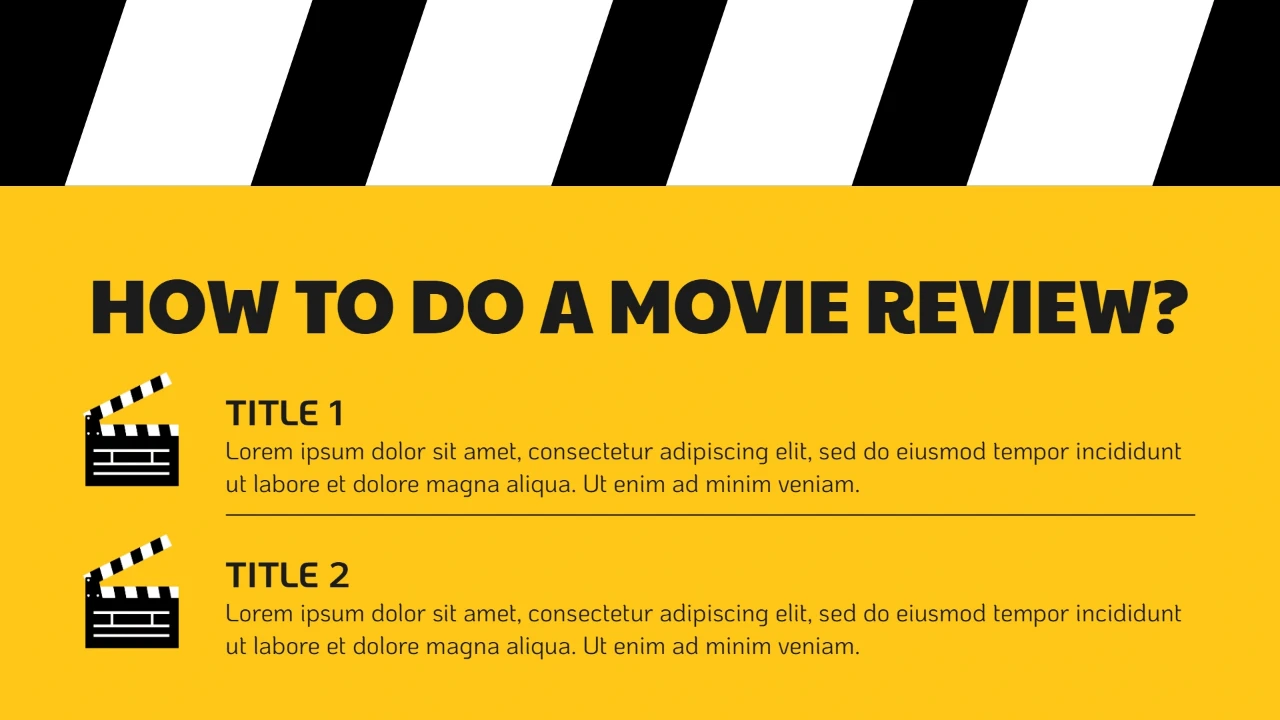 HOW TO DO A MOVIE REVIEW?
TITLE 1
Lorem ipsum dolor sit amet, consectetur adipiscing elit, sed do eiusmod tempor incididunt
ut labore et dolore magna aliqua. Ut enim ad minim veniam.
TITLE 2
Lorem ipsum dolor sit amet, consectetur adipiscing elit, sed do eiusmod tempor incididunt
ut labore et dolore magna aliqua. Ut enim ad minim veniam.